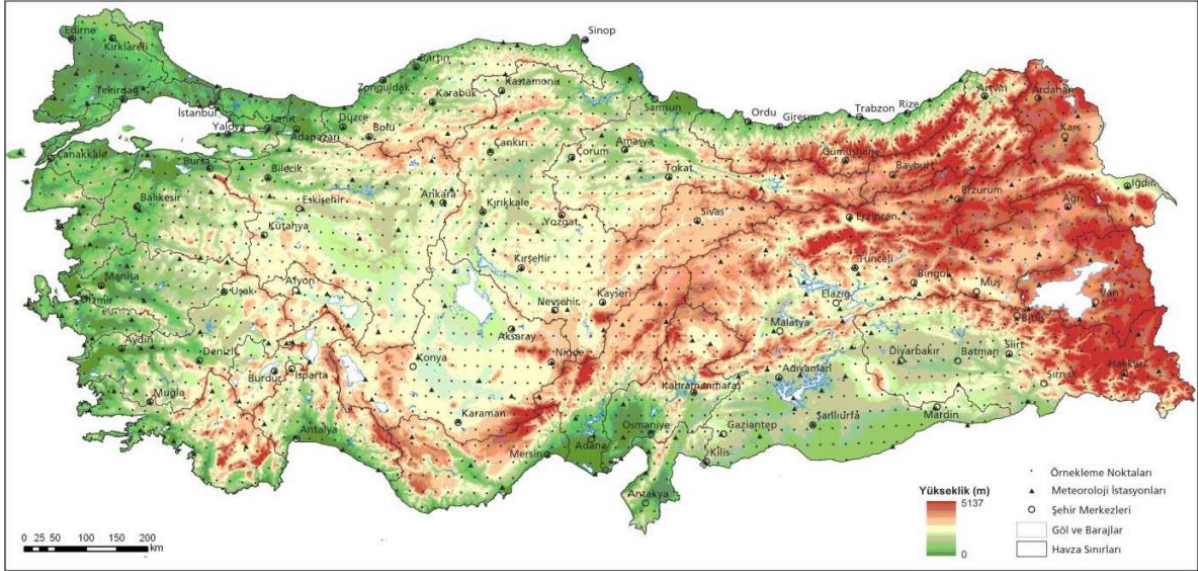 Sinop
Edirne
Kırklareli
Bartın
Kastamonu
Zonguldak
Karabük
Tekirdağ
İstanbul
Samsun
Ordu
Giresun
Trabzon
Rize
Artvin
Ardahan
Yalova
İzmit
Adapazarı
Düzce
Bolu
Kars
Çankırı
Çorum
Amasya
Gümüşhane
Bayburt
Çanakkale
Bursa
Bilecik
Tokat
Iğdır
Balıkesir
Eskişehir
Ankara
Kırıkkale
Yozgat
Sivas
Erzincan
Erzurum
Ağrı
Kütahya
Kırşehir
Tunceli
Bingöl
Muş
Manisa
İzmir
Uşak
Afyon
Nevşehir
Kayseri
Elazığ
Van
Bitlis
Aksaray
Malatya
Aydın
Denizli
Konya
Niğde
Diyarbakır
Batman
Siirt
Burdur
Isparta
Kahramanmaraş
Adıyaman
Şırnak
Hakkari
Muğla
Karaman
Antalya
Osmaniye
Adana
Gaziantep
Şanlıurfa
Mardin
Mersin
Kilis
Antakya
Yükseklik (m)
5137
0
Örnekleme Noktaları
Meteoroloji İstasyonları
Şehir Merkezleri
Göl ve Barajlar
Havza Sınırları
0 25 50 100 150 200
km